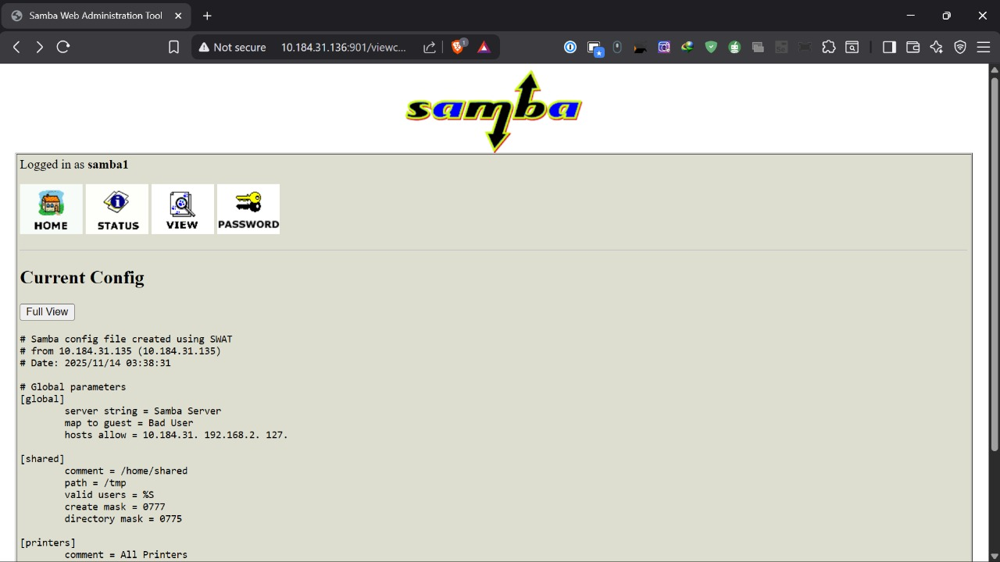 Samba Web Administration Tool
Not secure 10.184.31.136:901/viewc...
1
samba
Logged in as samba1
HOME STATUS VIEW PASSWORD
Current Config
Full View
# Samba config file created using SWAT
# from 10.184.31.135 (10.184.31.135)
# Date: 2025/11/14 03:38:31
# Global parameters
[global]
server string = Samba Server
map to guest = Bad User
hosts allow = 10.184.31. 192.168.2. 127.
[shared]
comment = /home/shared
path = /tmp
valid users = %S
create mask = 0777
directory mask = 0775
[printers]
comment = All Printers